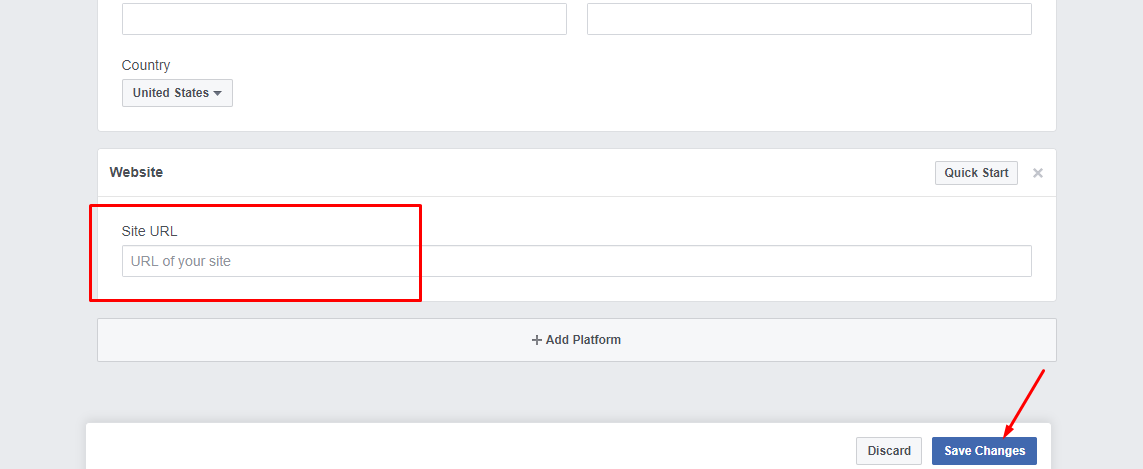 Country
United States
Website
Quick Start
Site URL
URL of your site
Add Platform
Discard
Save Changes